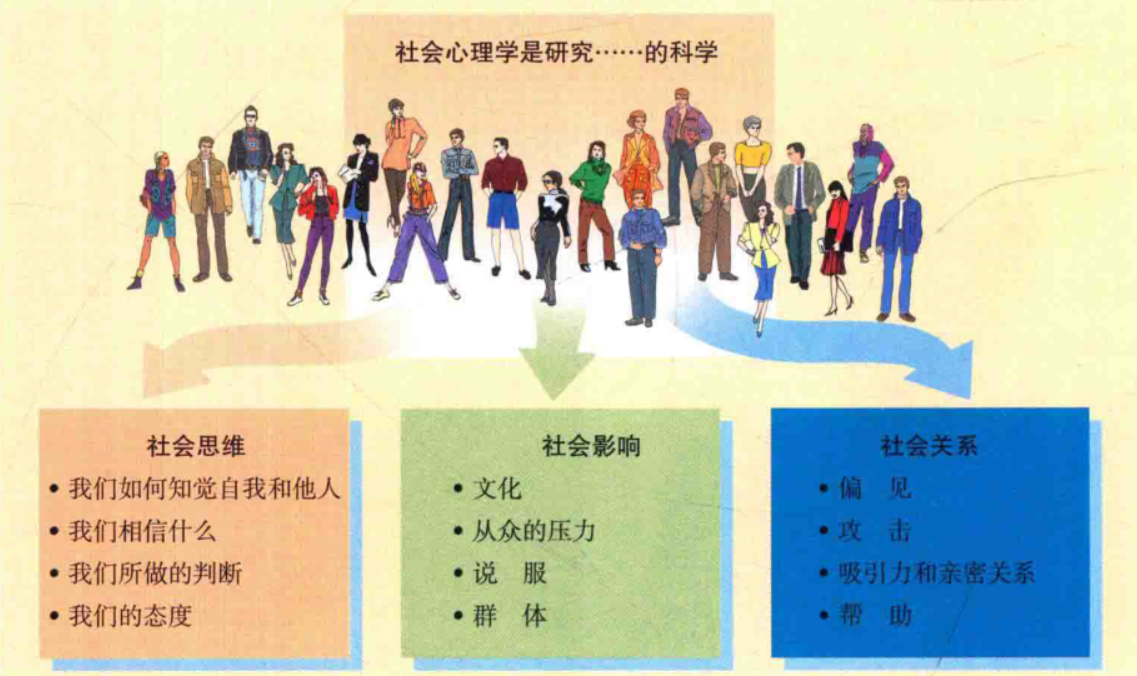 社会心理学是研究……的科学
社会思维
• 我们如何知觉自我和他人
• 我们相信什么
• 我们所做的判断
• 我们的态度
社会影响
• 文化
• 从众的压力
• 说 服
• 群 体
社会关系
• 偏 见
• 攻 击
• 吸引力和亲密关系
• 帮 助